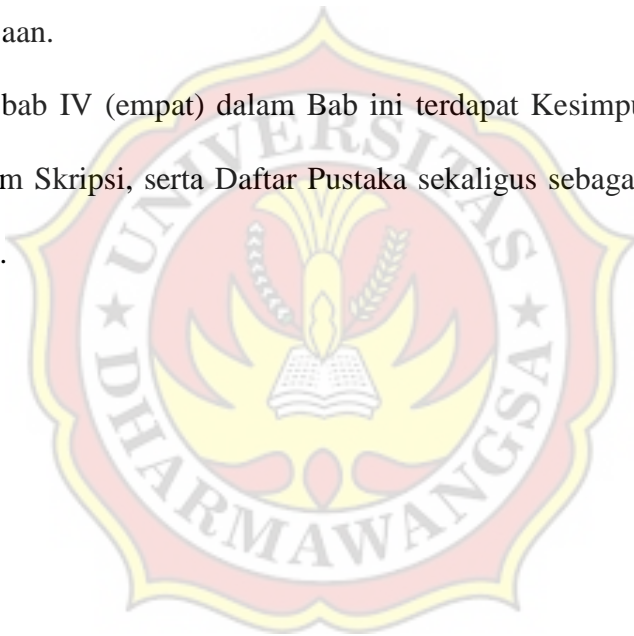 aan.
bab IV (empat) dalam Bab ini terdapat Kesimpu
m Skripsi, serta Daftar Pustaka sekaligus sebaga
.
UNIVERSITAS
DHARMAWANGSA